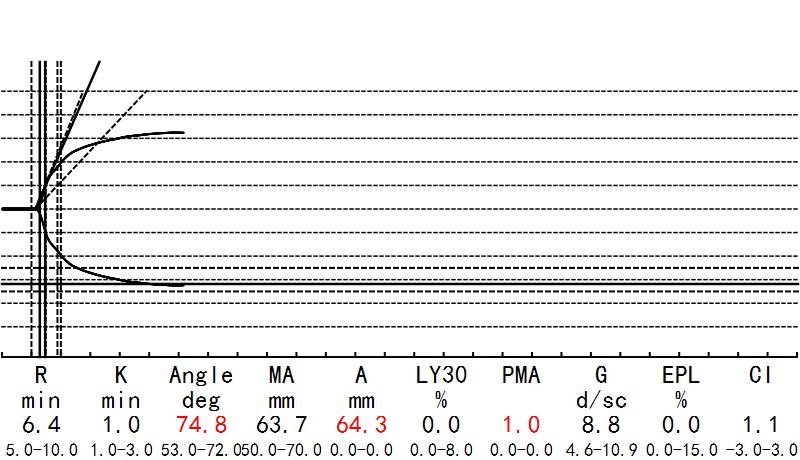 R K Angle MA A LY30 PMA G EPL CI
min min deg mm mm % d/sc %
6.4 1.0 74.8 63.7 64.3 0.0 1.0 8.8 0.0 1.1
5.0-10.0 1.0-3.0 53.0-72.0 50.0-70.0 0.0-0.0 0.0-8.0 0.0-0.0 4.6-10.9 0.0-15.0 -3.0-3.0